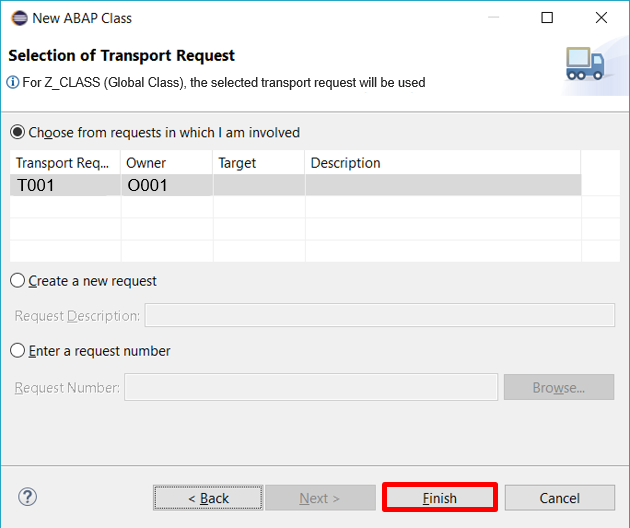 New ABAP Class
Selection of Transport Request
For Z_CLASS (Global Class), the selected transport request will be used
Choose from requests in which I am involved
Transport Req... Owner Target Description
T001 O001
Create a new request
Request Description:
Enter a request number
Request Number: Browse...
? < Back Next > Finish Cancel